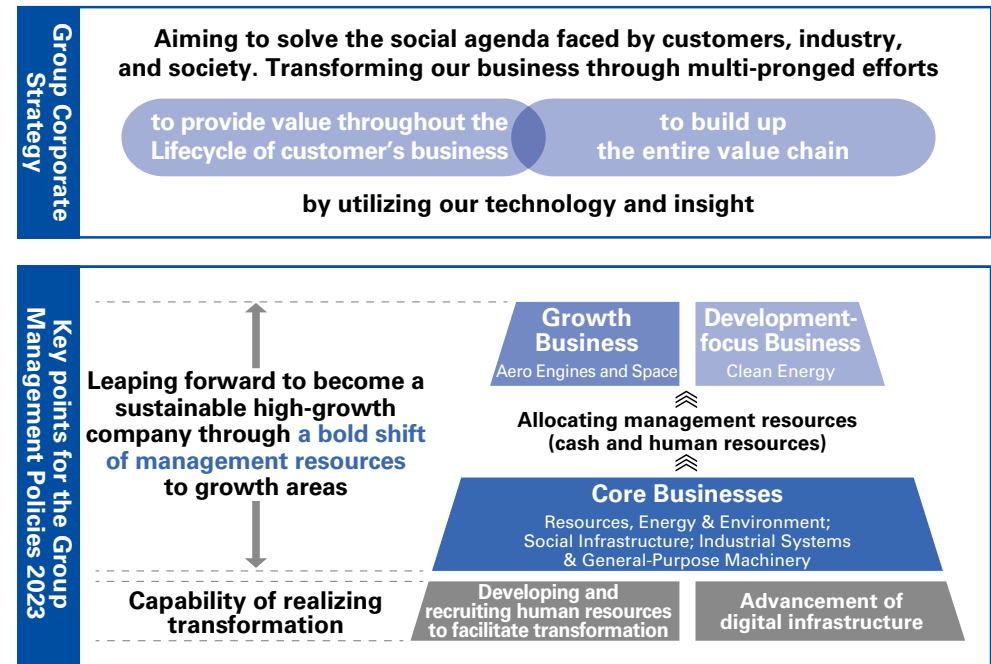 Group Corporate
Strategy
Aiming to solve the social agenda faced by customers, industry,
and society. Transforming our business through multi-pronged efforts
to provide value throughout the
Lifecycle of customer's business
to build up
the entire value chain
by utilizing our technology and insight
Key points for the Group
Management Policies 2023
Leaping forward to become a
sustainable high-growth
company through a bold shift
of management resources
to growth areas
Growth
Business
Aero Engines and Space
Development-
focus Business
Clean Energy
Allocating management resources
(cash and human resources)
Core Businesses
Resources, Energy & Environment;
Social Infrastructure; Industrial Systems
& General-Purpose Machinery
Capability of realizing
transformation
Developing and
recruiting human resources
to facilitate transformation
Advancement of
digital infrastructure